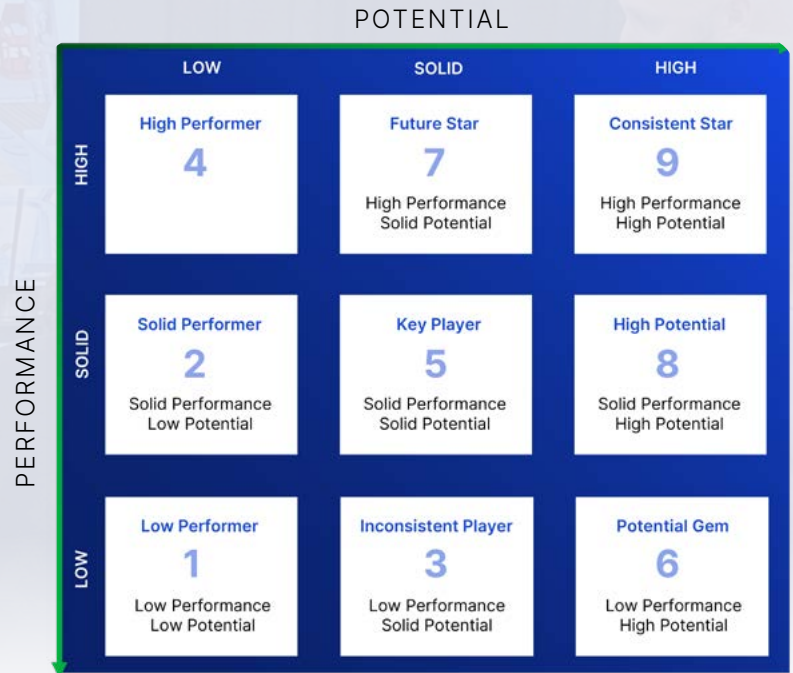 POTENTIAL
LOW
SOLID
HIGH
PERFORMANCE
HIGH
High Performer
4
Future Star
7
High Performance
Solid Potential
Consistent Star
9
High Performance
High Potential
SOLID
Solid Performer
2
Solid Performance
Low Potential
Key Player
5
Solid Performance
Solid Potential
High Potential
8
Solid Performance
High Potential
LOW
Low Performer
1
Low Performance
Low Potential
Inconsistent Player
3
Low Performance
Solid Potential
Potential Gem
6
Low Performance
High Potential